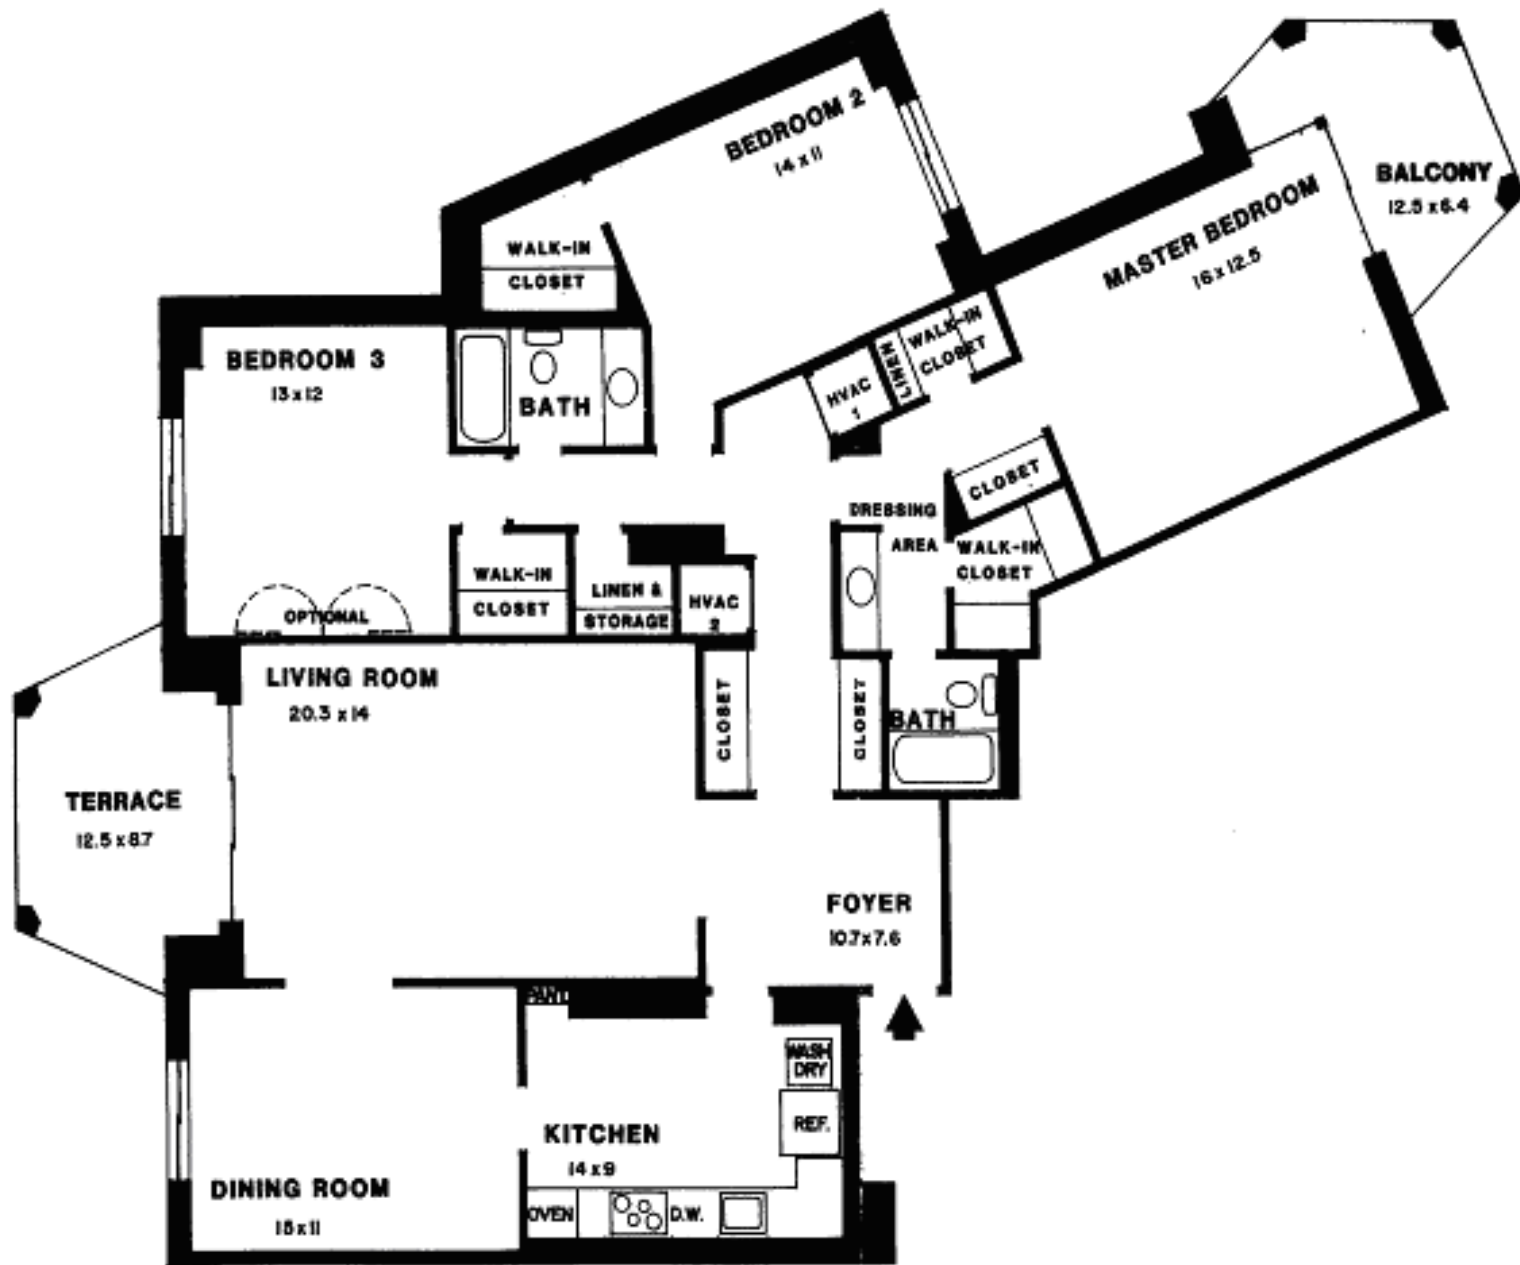 BEDROOM 2
14 x 11
BALCONY
12.5 x 6.4
MASTER BEDROOM
16 x 12.5
WALK-IN
CLOSET
WALK-IN
CLOSET
LINEN
HVAC
1
BEDROOM 3
13 x 12
BATH
CLOSET
DRESSING
AREA
WALK-IN
CLOSET
WALK-IN
CLOSET
LINEN &
STORAGE
HVAC
2
OPTIONAL
LIVING ROOM
20.3 x 14
CLOSET
CLOSET
BATH
TERRACE
12.5 x 8.7
FOYER
10.7 x 7.6
PANT.
WASH
DRY
REF.
KITCHEN
14 x 9
DINING ROOM
15 x 11
OVEN
D.W.